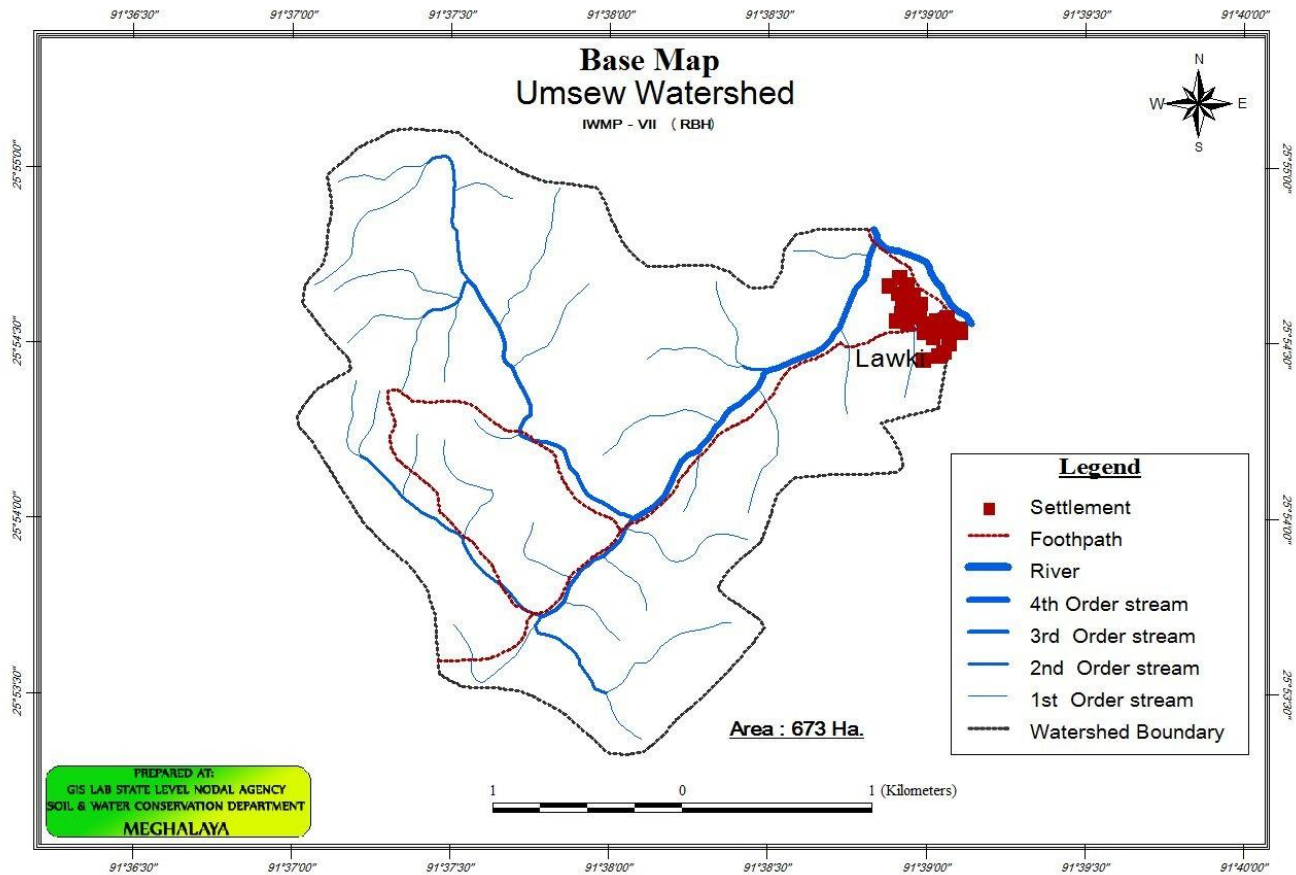 91°36'30" 91°37'00" 91°37'30" 91°38'00" 91°38'30" 91°39'00" 91°39'30" 91°40'00"
Base Map
Umsew Watershed
IWMP - VII ( RBH)
N
W E
S
25°55'00" 25°55'00"
25°54'30" 25°54'30"
Lawki
25°54'00" 25°54'00"
25°53'30" 25°53'30"
Legend
Settlement
Foothpath
River
4th Order stream
3rd Order stream
2nd Order stream
1st Order stream
Watershed Boundary
Area : 673 Ha.
PREPARED AT:
GIS LAB STATE LEVEL NODAL AGENCY
SOIL & WATER CONSERVATION DEPARTMENT
MEGHALAYA
1 0 1 (Kilometers)
91°36'30" 91°37'00" 91°37'30" 91°38'00" 91°38'30" 91°39'00" 91°39'30" 91°40'00"